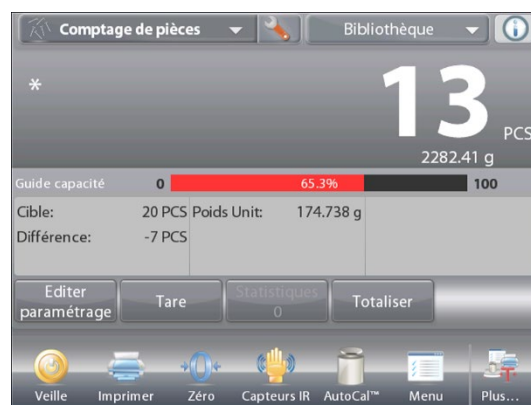 Comptage de pièces
Bibliothèque
*
13 PCS
2282.41 g
Guide capacité 0 65.3% 100
Cible: 20 PCS Poids Unit: 174.738 g
Différence: -7 PCS
Editer paramétrage
Tare
Statistiques 0
Totaliser
Veille Imprimer Zéro Capteurs IR AutoCal™ Menu Plus...